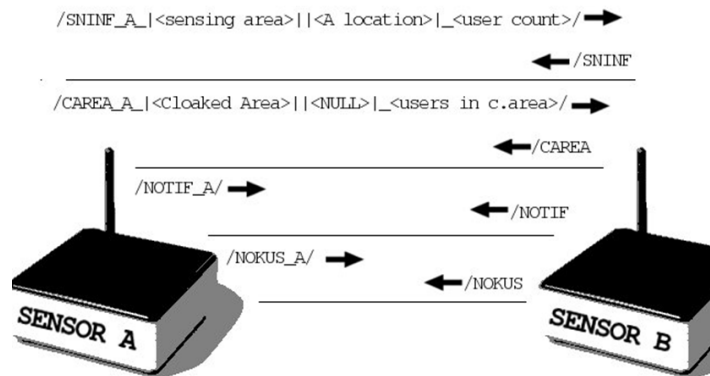 /SNINF_A_|<sensing area>||<A location>|_<user count>/
/SNINF
/CAREA_A_|<Cloaked Area>||<NULL>|_<users in c.area>/
/CAREA
/NOTIF_A/
/NOTIF
/NOKUS_A/
/NOKUS
SENSOR A
SENSOR B